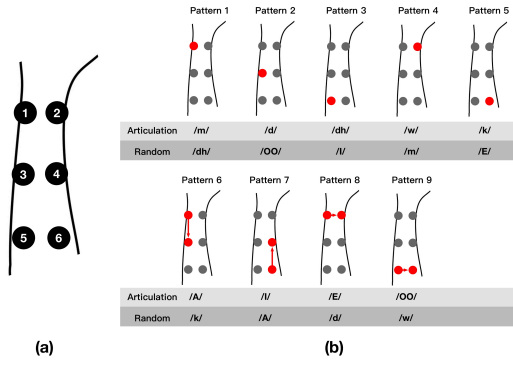 1 2
3 4
5 6
(a)
Pattern 1 Pattern 2 Pattern 3 Pattern 4 Pattern 5
Articulation /m/ /d/ /dh/ /w/ /k/
Random /dh/ /OO/ /I/ /m/ /E/
Pattern 6 Pattern 7 Pattern 8 Pattern 9
Articulation /A/ /I/ /E/ /OO/
Random /k/ /A/ /d/ /w/
(b)